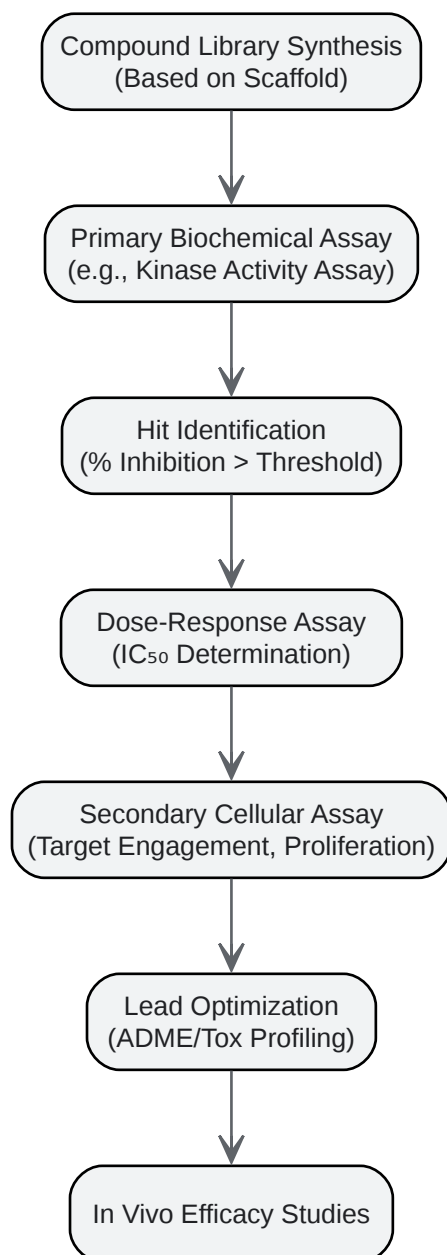 Compound Library Synthesis
(Based on Scaffold)
Primary Biochemical Assay
(e.g., Kinase Activity Assay)
Hit Identification
(% Inhibition > Threshold)
Dose-Response Assay
(IC₅₀ Determination)
Secondary Cellular Assay
(Target Engagement, Proliferation)
Lead Optimization
(ADME/Tox Profiling)
In Vivo Efficacy Studies